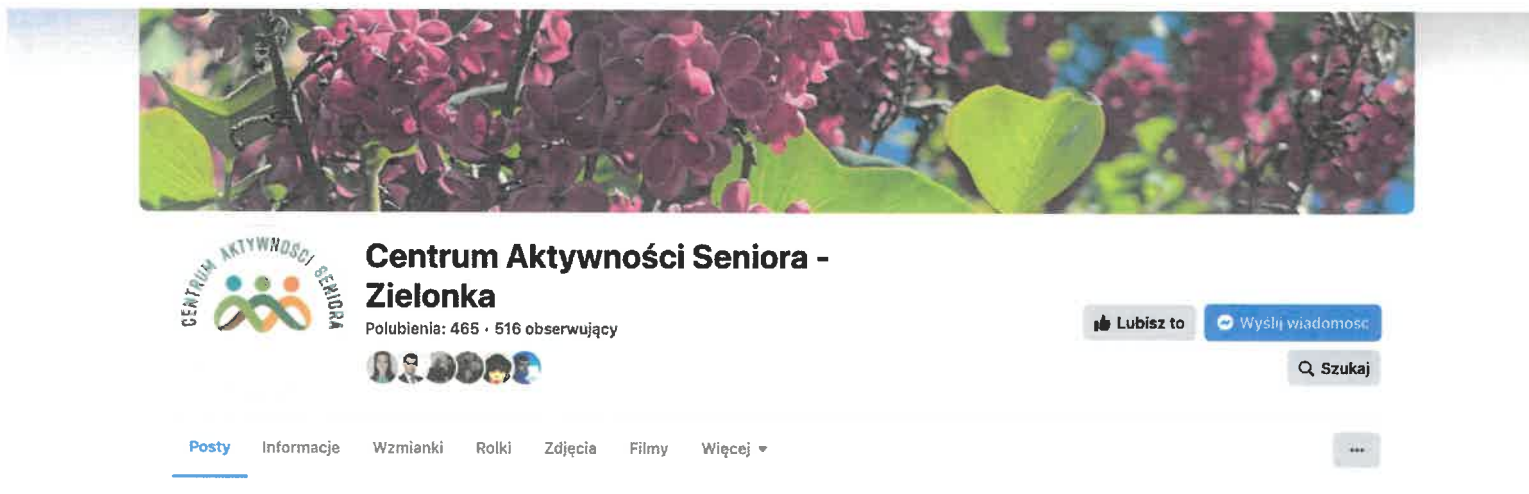 CENTRUM AKTYWNOŚCI SENIORA
Centrum Aktywności Seniora -
Zielonka
Polubienia: 465 · 516 obserwujący
Lubisz to
Wyślij wiadomosc
Szukaj
Posty
Informacje
Wzmianki
Rolki
Zdjęcia
Filmy
Więcej